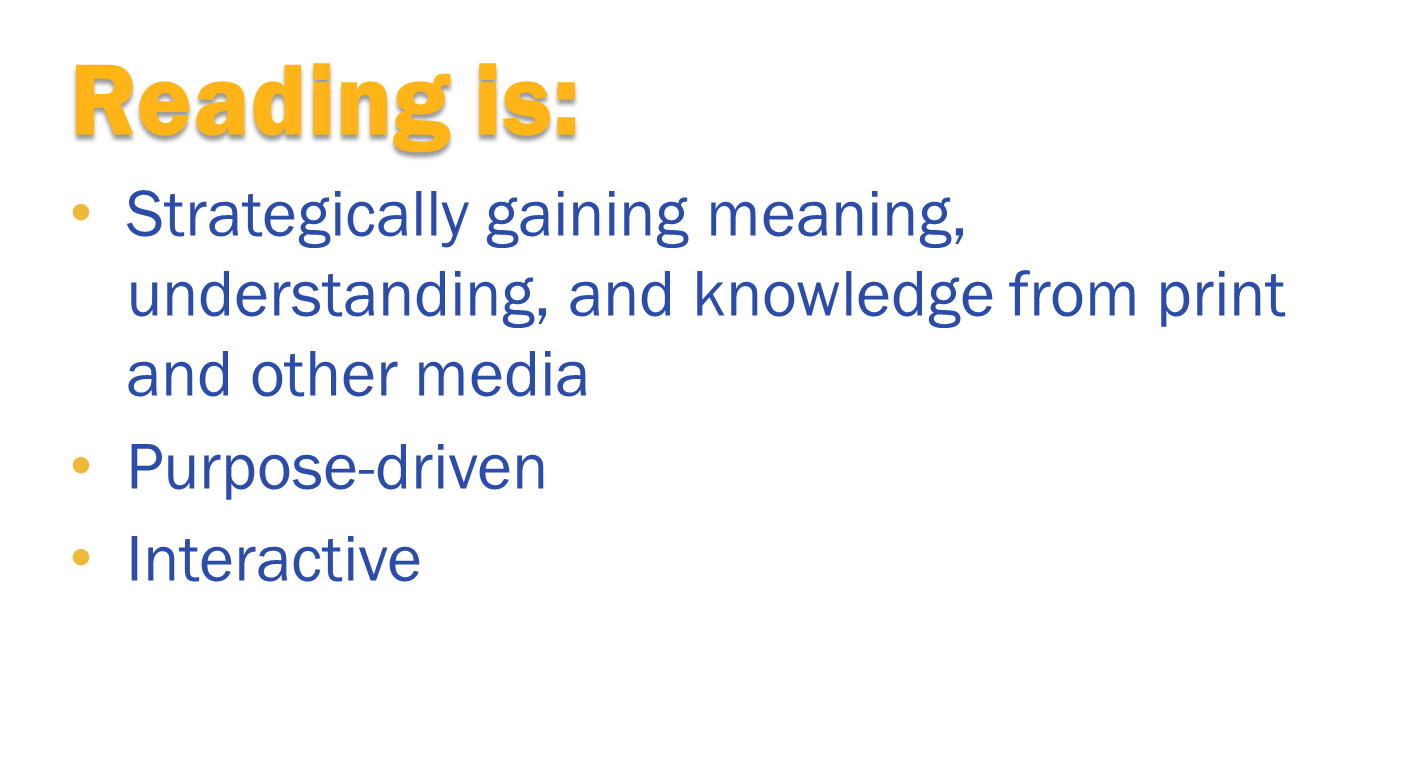 Reading is:
• Strategically gaining meaning,
understanding, and knowledge from print
and other media
• Purpose-driven
• Interactive